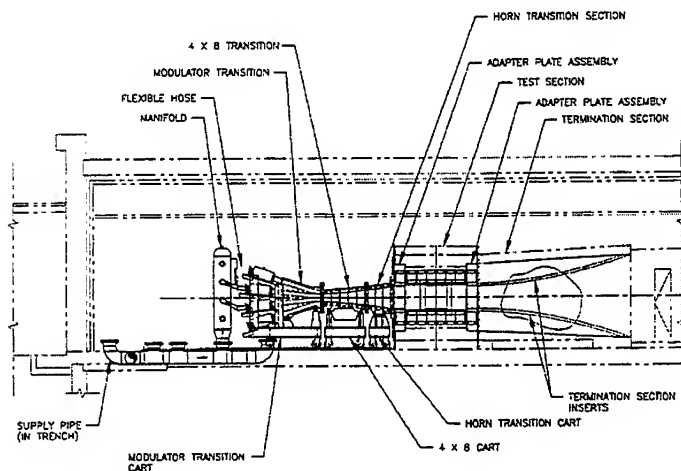 HORN TRANSITION SECTION
4 X 8 TRANSITION
ADAPTER PLATE ASSEMBLY
MODULATOR TRANSITION
TEST SECTION
FLEXIBLE HOSE
ADAPTER PLATE ASSEMBLY
MANIFOLD
TERMINATION SECTION
TERMINATION SECTION
INSERTS
SUPPLY PIPE
(IN TRENCH)
HORN TRANSITION CART
4 X 8 CART
MODULATOR TRANSITION
CART